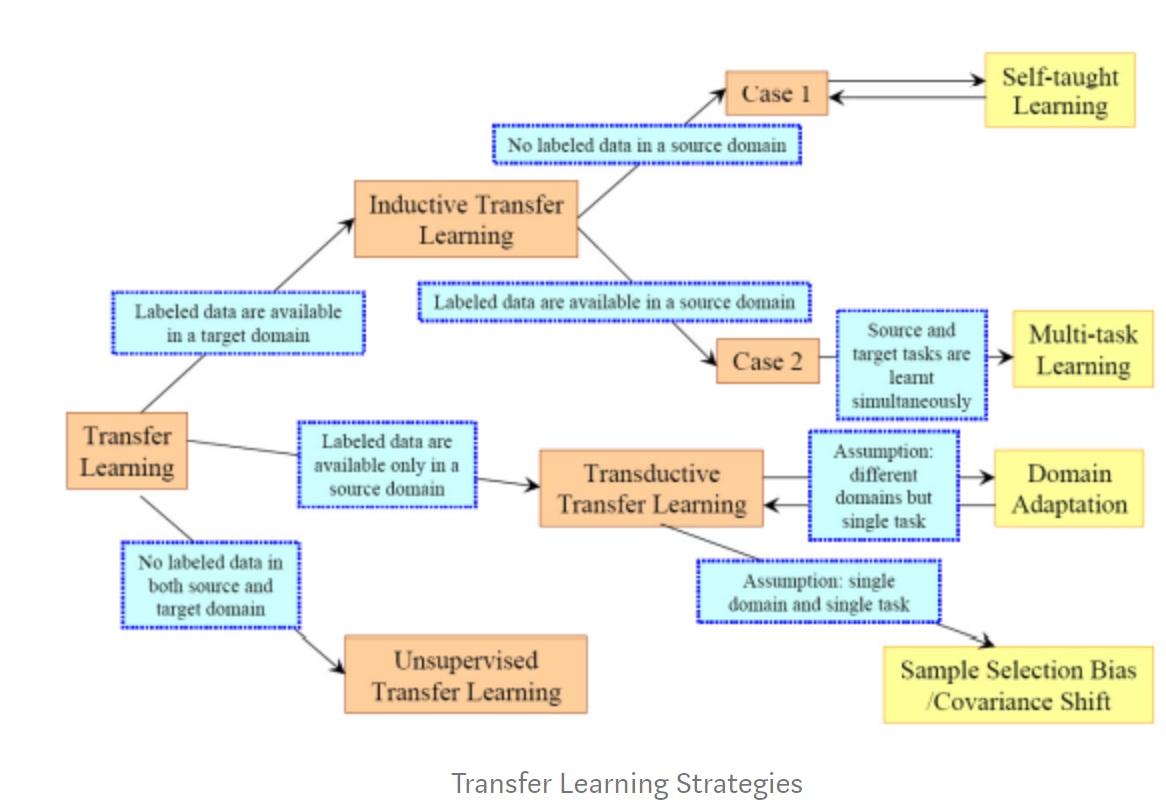 Self-taught
Learning
Case 1
No labeled data in a source domain
Inductive Transfer
Learning
Labeled data are available
in a target domain
Labeled data are available in a source domain
Case 2
Source and
target tasks are
learnt
simultaneously
Multi-task
Learning
Transfer
Learning
Labeled data are
available only in a
source domain
Transductive
Transfer Learning
Assumption:
different
domains but
single task
Domain
Adaptation
No labeled data in
both source and
target domain
Assumption: single
domain and single task
Unsupervised
Transfer Learning
Sample Selection Bias
/Covariance Shift
Transfer Learning Strategies